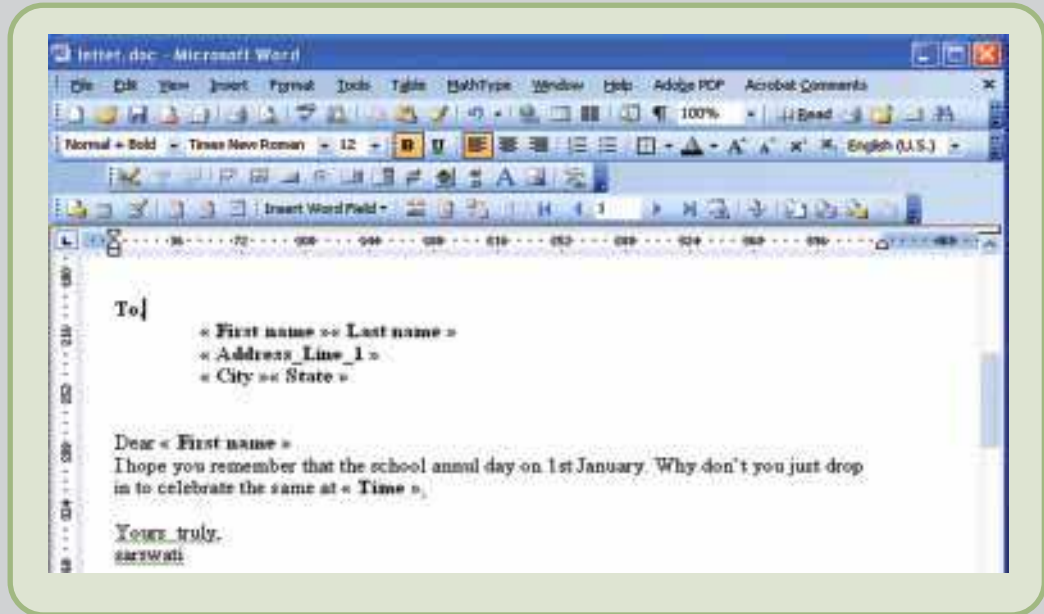 letter.doc - Microsoft Word
File Edit View Insert Format Tools Table MathType Window Help Adobe PDF Acrobat Comments
100% Read
Normal + Bold Times New Roman 12 B U English (U.S.)
Insert Word Field 1
To,
« First name »« Last name »
« Address_Line_1 »
« City »« State »
Dear « First name »
I hope you remember that the school annul day on 1st January. Why don't you just drop
in to celebrate the same at « Time ».
Yours truly,
sarswati